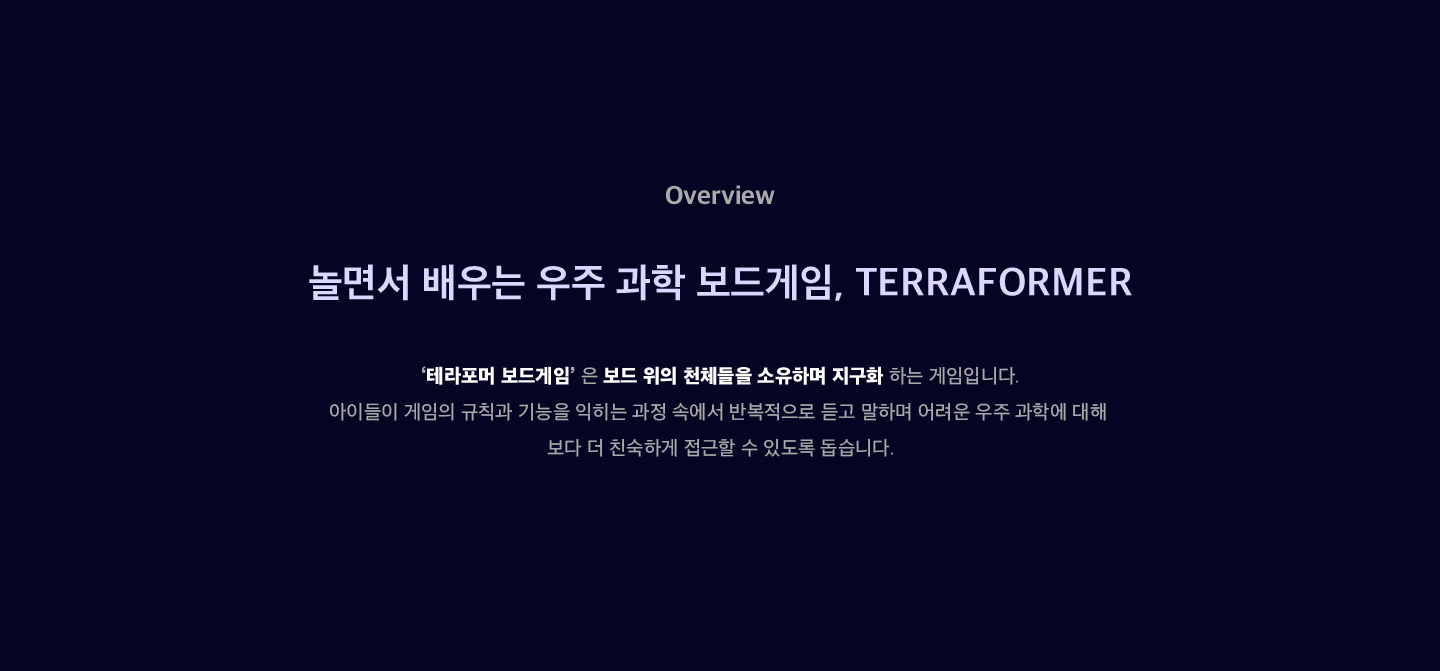 Overview
놀면서 배우는 우주 과학 보드게임, TERRAFORMER
‘테라포머 보드게임’ 은 보드 위의 천체들을 소유하며 지구화 하는 게임입니다.
아이들이 게임의 규칙과 기능을 익히는 과정 속에서 반복적으로 듣고 말하며 어려운 우주 과학에 대해
보다 더 친숙하게 접근할 수 있도록 돕습니다.